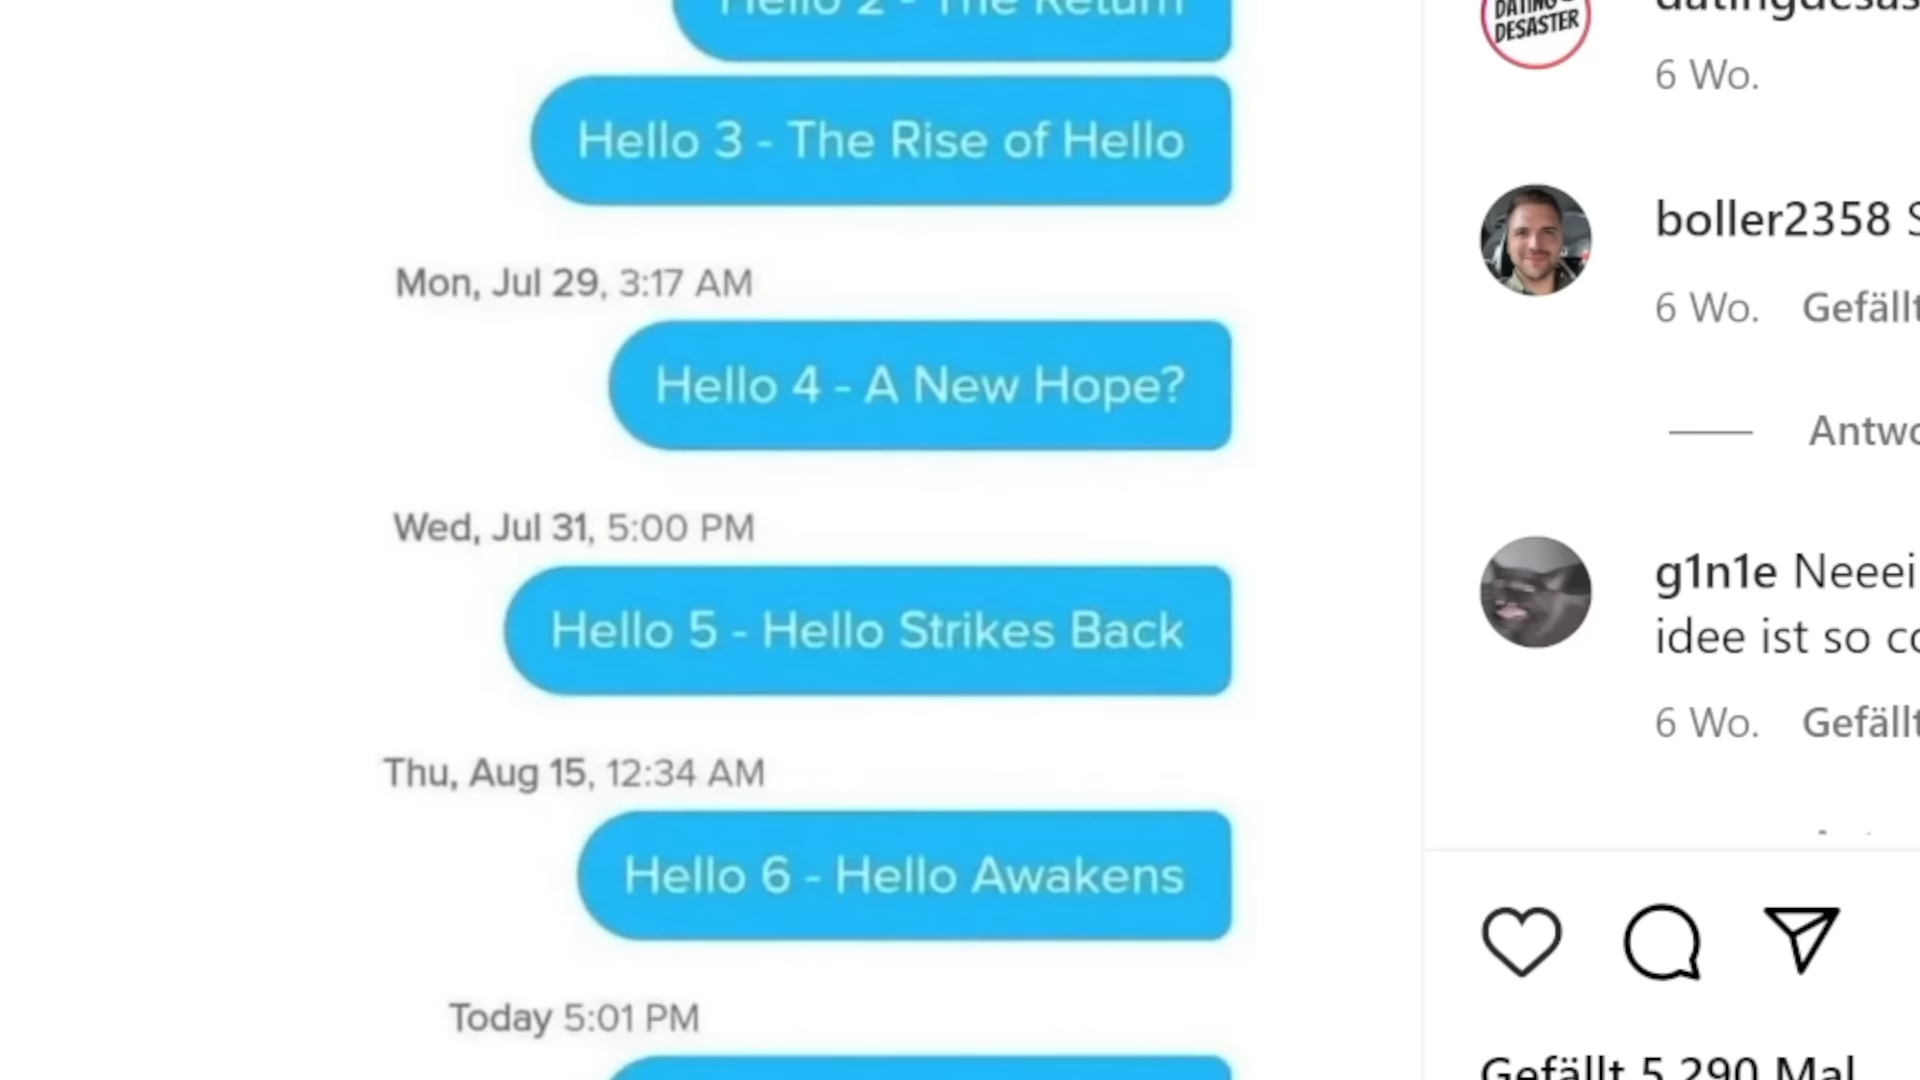 Hello 2 - The Return
Hello 3 - The Rise of Hello
Mon, Jul 29, 3:17 AM
Hello 4 - A New Hope?
Wed, Jul 31, 5:00 PM
Hello 5 - Hello Strikes Back
Thu, Aug 15, 12:34 AM
Hello 6 - Hello Awakens
Today 5:01 PM
DATING
DESASTER
6 Wo.
boller2358
6 Wo. Gefällt
g1n1e Neeei
idee ist so
6 Wo. Gefällt
Gefällt 5.290 Mal